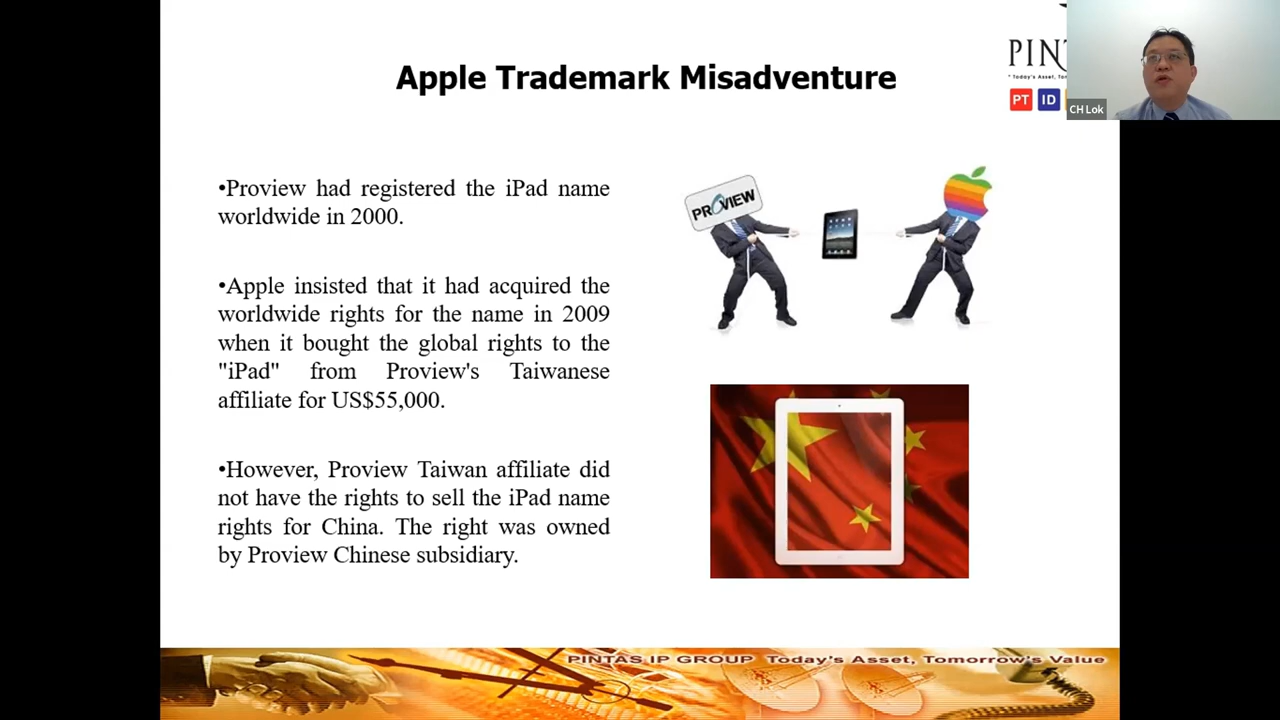 Apple Trademark Misadventure
PINT
" Today's Asset, Tom
PT ID
CH Lok
•Proview had registered the iPad name
worldwide in 2000.
•Apple insisted that it had acquired the
worldwide rights for the name in 2009
when it bought the global rights to the
"iPad" from Proview's Taiwanese
affiliate for US$55,000.
•However, Proview Taiwan affiliate did
not have the rights to sell the iPad name
rights for China. The right was owned
by Proview Chinese subsidiary.
PROVIEW
PINTAS IP GROUP Today's Asset, Tomorrow's Value